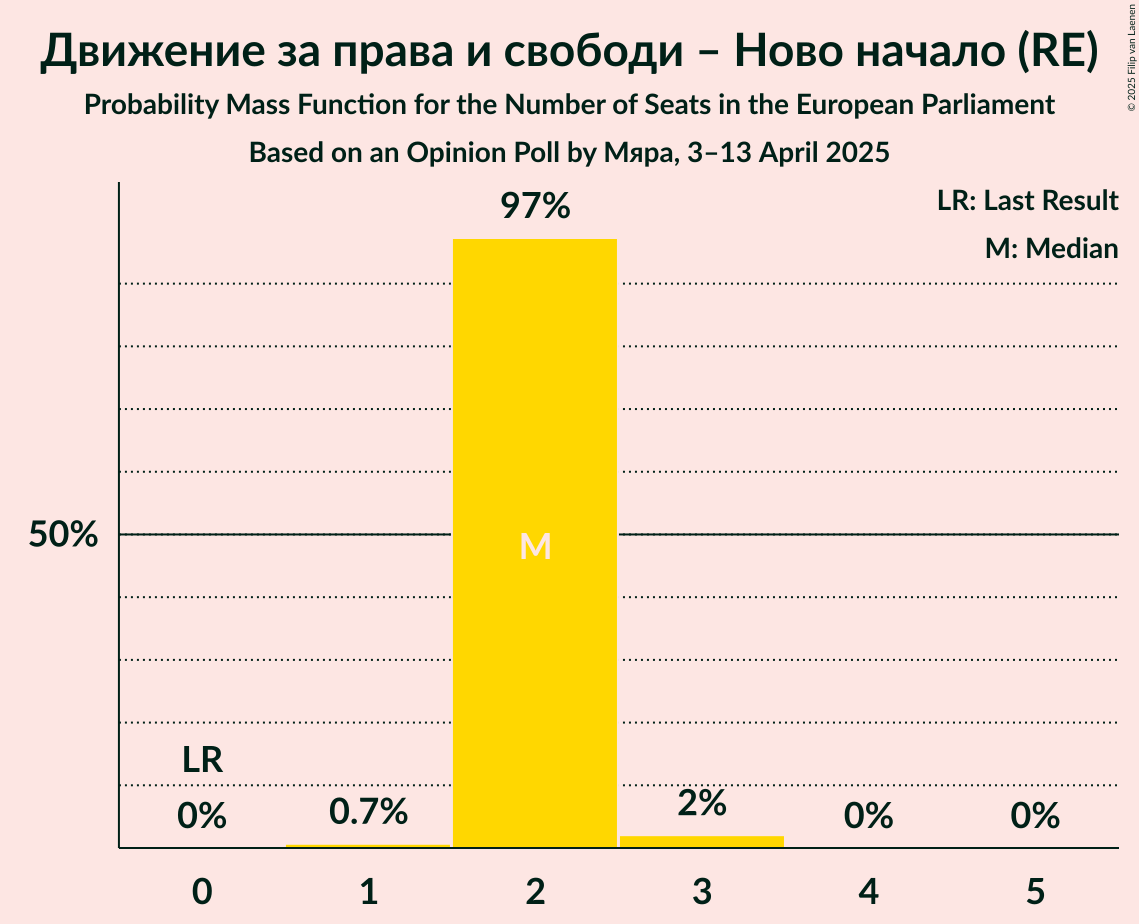 Движение за права и свободи – Ново начало (RE)
Probability Mass Function for the Number of Seats in the European Parliament
Based on an Opinion Poll by Мяра, 3–13 April 2025
© 2025 Filip van Laenen
LR: Last Result
M: Median
97%
50%
M
LR
0%
0.7%
2%
0%
0%
0 1 2 3 4 5